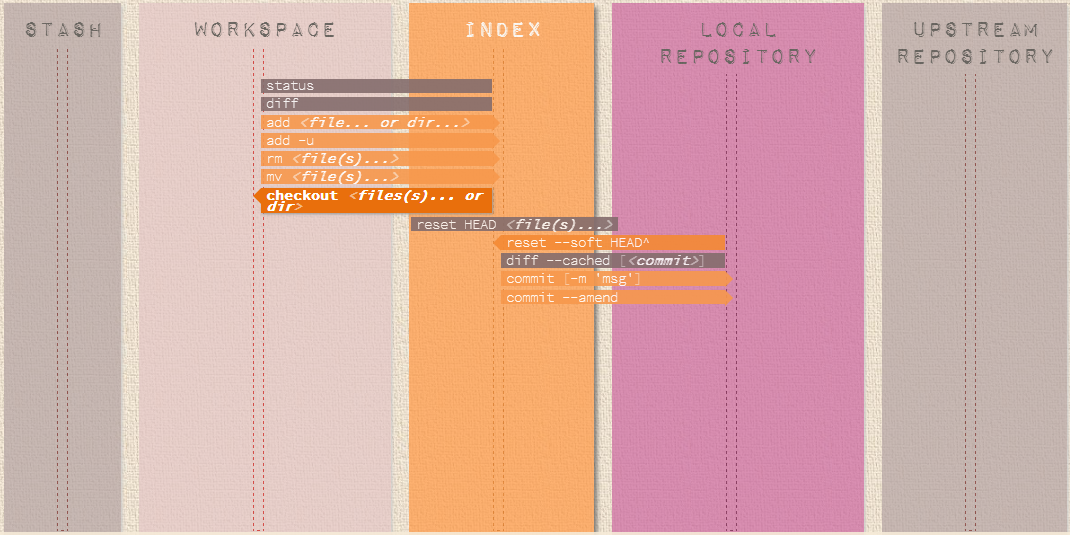 STASH
WORKSPACE
INDEX
LOCAL
REPOSITORY
UPSTREAM
REPOSITORY
status
diff
add <file... or dir...>
add -u
rm <file(s)...>
mv <file(s)...>
checkout <files(s)... or
dir>
reset HEAD <file(s)...>
reset --soft HEAD^
diff --cached [<commit>]
commit [-m 'msg']
commit --amend